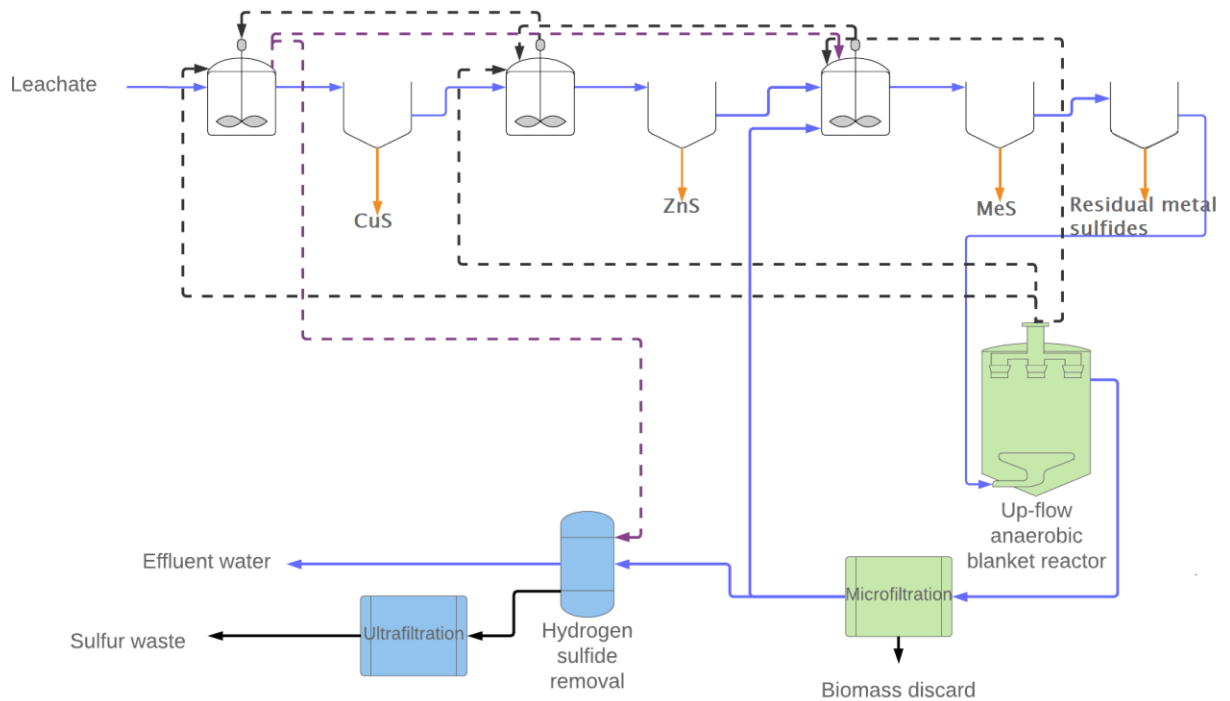 Leachate
CuS
ZnS
MeS
Residual metal
sulfides
Up-flow
anaerobic
blanket reactor
Effluent water
Microfiltration
Ultrafiltration
Hydrogen
sulfide
removal
Sulfur waste
Biomass discard